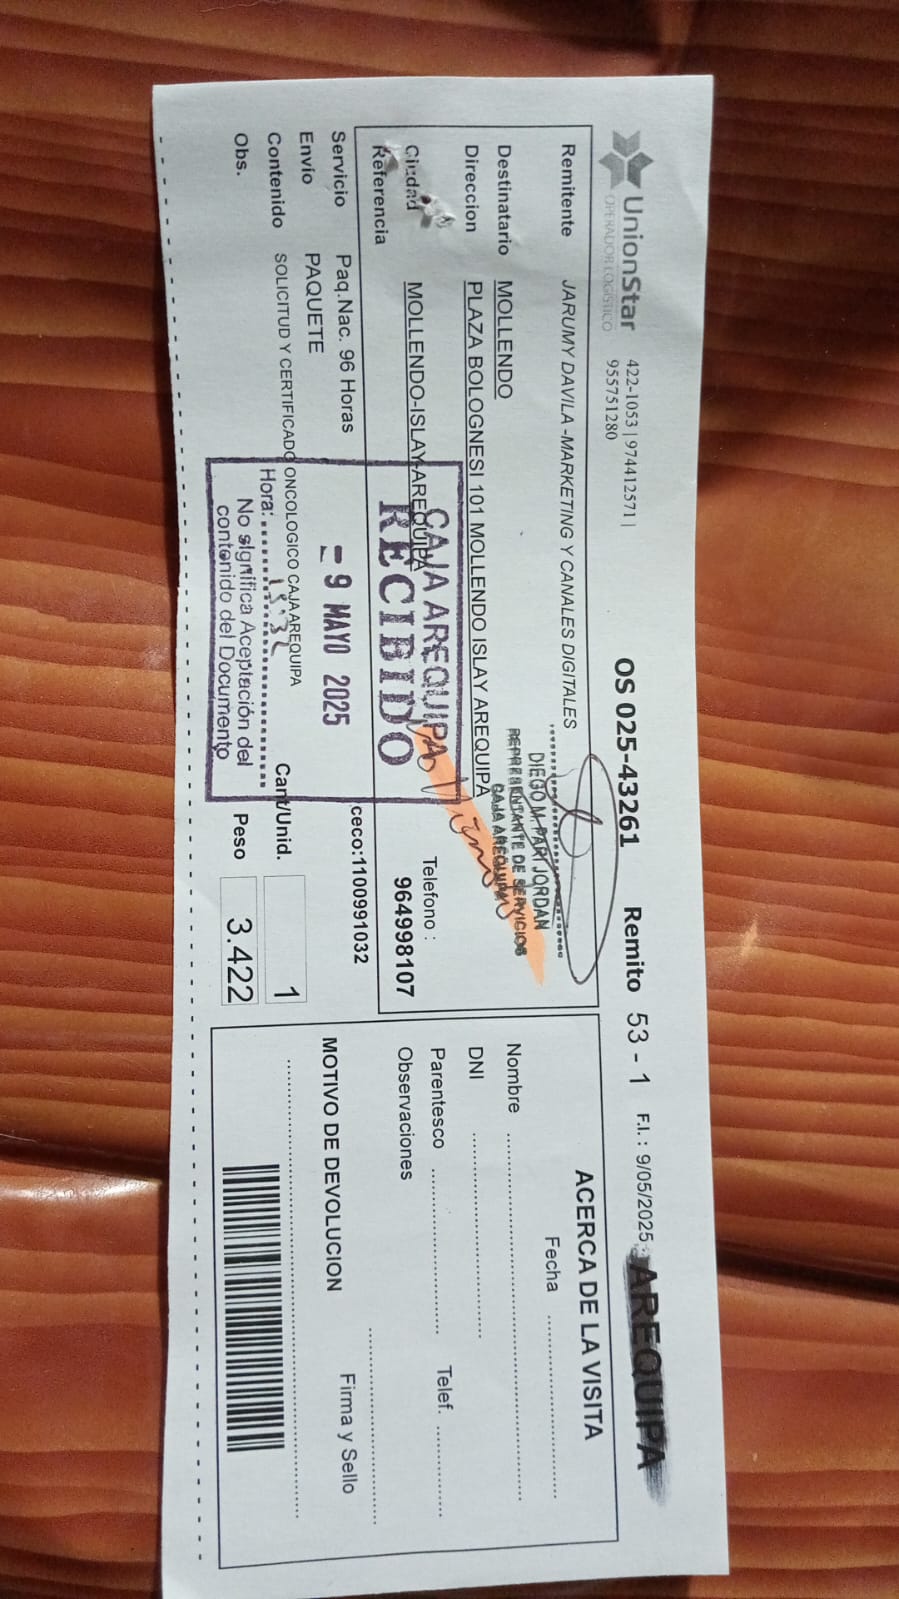 UnionStar
OPERADOR LOGÍSTICO
422-1053 | 974412571 |
955751280
OS 025-43261 Remito 53 - 1 F.I.: 9/05/2025 AREQUIPA
Remitente JARUMY DAVILA -MARKETING Y CANALES DIGITALES
Destinatario MOLLENDO
Direccion PLAZA BOLOGNESI 101 MOLLENDO ISLAY AREQUIPA
Ciudad MOLLENDO-ISLAY-AREQUIPA
Telefono :
964998107
Referencia
Servicio Paq.Nac. 96 Horas
ceco:1100991032
Envio PAQUETE
Contenido SOLICITUD Y CERTIFICADO ONCOLOGICO CAJA AREQUIPA
Cant/Unid. 1
Obs.
Peso 3.422
DIEGO M. PARI JORDAN
REPRESENTANTE DE SERVICIOS
CAJA AREQUIPA
CAJA AREQUIPA
RECIBIDO
- 9 MAYO 2025
Hora: 15:32
No significa Aceptación del
contenido del Documento
ACERCA DE LA VISITA
Fecha
Nombre
DNI
Parentesco Telef.
Observaciones
Firma y Sello
MOTIVO DE DEVOLUCION